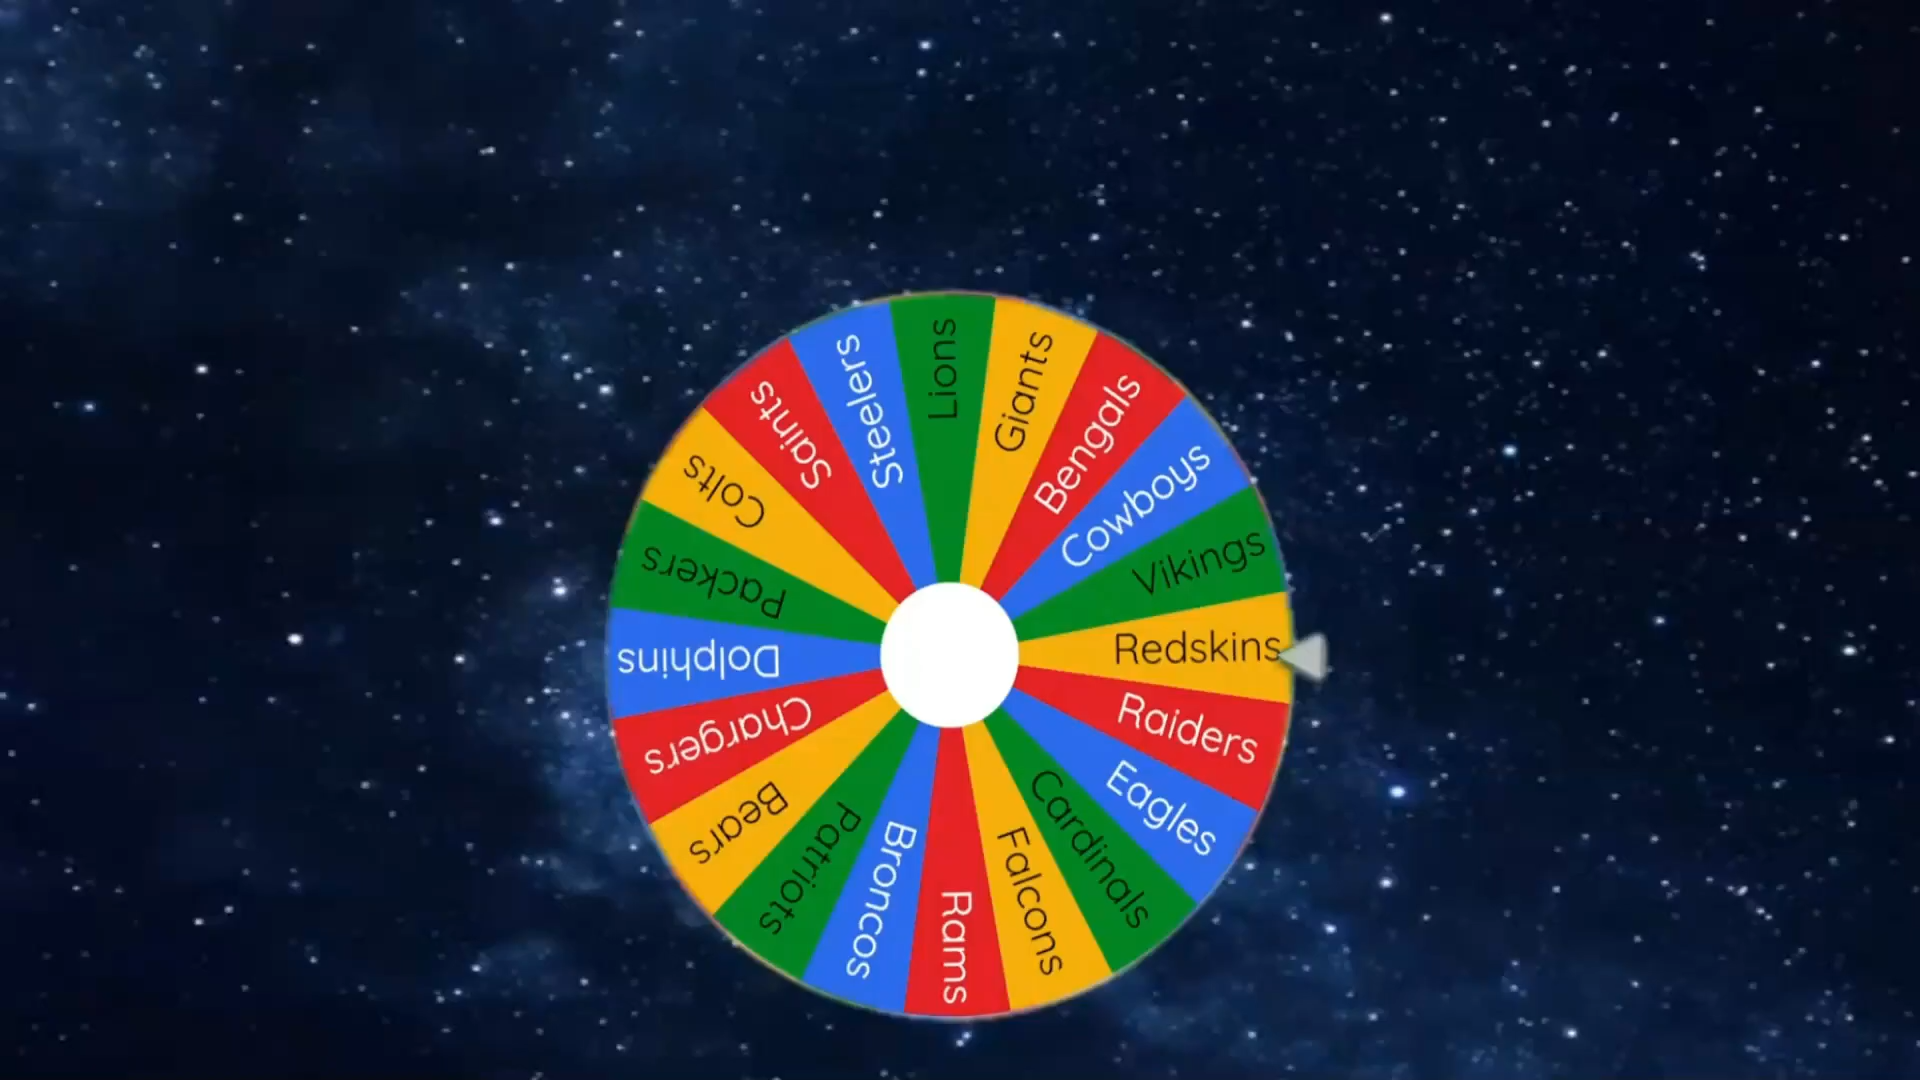 Lions
Giants
Bengals
Cowboys
Vikings
Redskins
Raiders
Eagles
Cardinals
Falcons
Rams
Broncos
Patriots
Bears
Chargers
Dolphins
Packers
Colts
Saints
Steelers